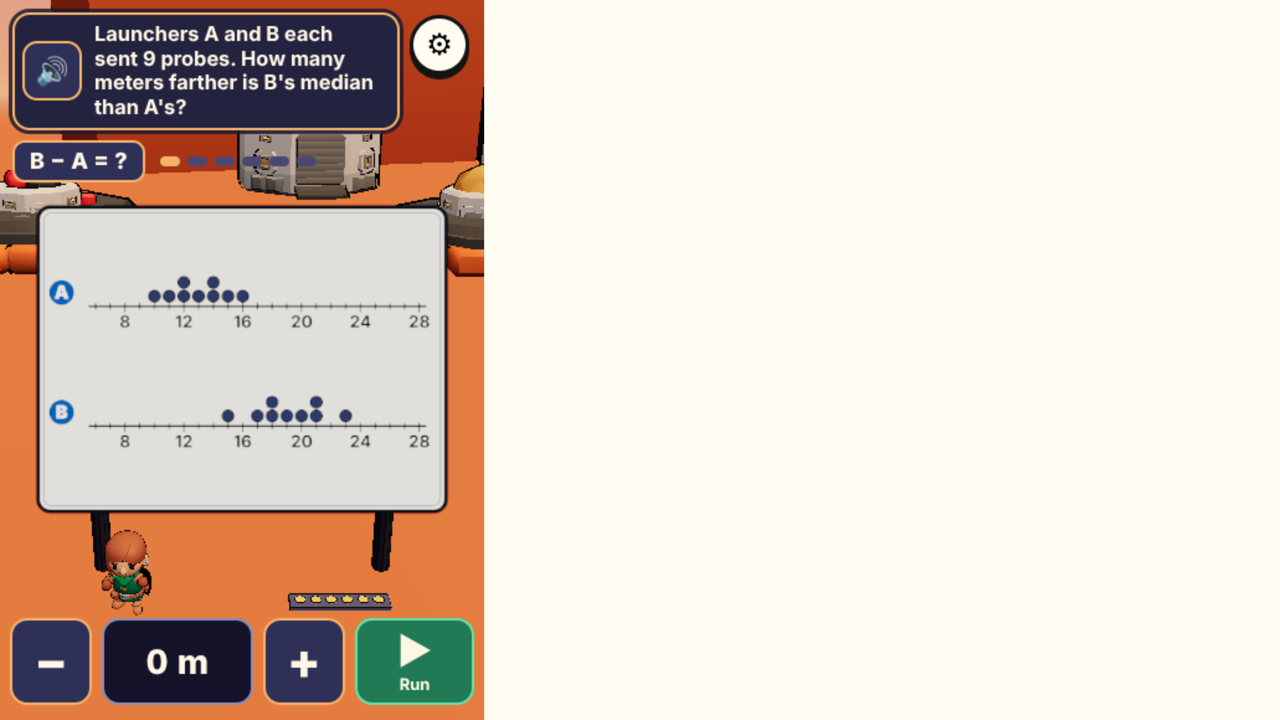 Launchers A and B each
sent 9 probes. How many
meters farther is B's median
than A's?
B − A = ?
A
8 12 16 20 24 28
B
8 12 16 20 24 28
− 0 m +
Run